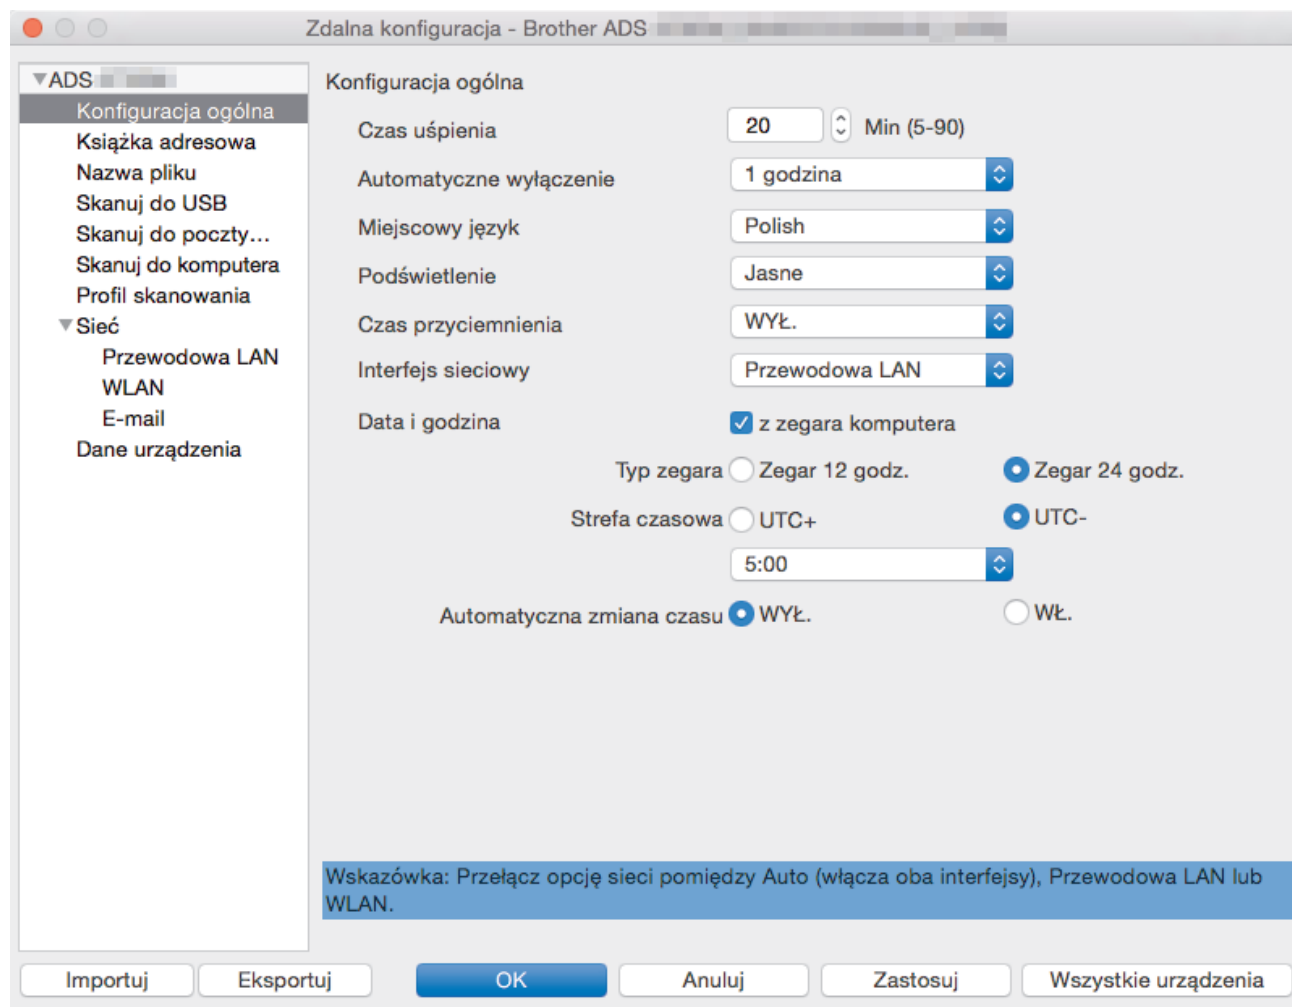 Zdalna konfiguracja - Brother ADS
ADS
Konfiguracja ogólna
Książka adresowa
Nazwa pliku
Skanuj do USB
Skanuj do poczty…
Skanuj do komputera
Profil skanowania
Sieć
Przewodowa LAN
WLAN
E-mail
Dane urządzenia
Konfiguracja ogólna
Czas uśpienia 20 Min (5-90)
Automatyczne wyłączenie 1 godzina
Miejscowy język Polish
Podświetlenie Jasne
Czas przyciemnienia WYŁ.
Interfejs sieciowy Przewodowa LAN
Data i godzina z zegara komputera
Typ zegara Zegar 12 godz. Zegar 24 godz.
Strefa czasowa UTC+ UTC-
5:00
Automatyczna zmiana czasu WYŁ. WŁ.
Wskazówka: Przełącz opcję sieci pomiędzy Auto (włącza oba interfejsy), Przewodowa LAN lub
WLAN.
Importuj Eksportuj OK Anuluj Zastosuj Wszystkie urządzenia